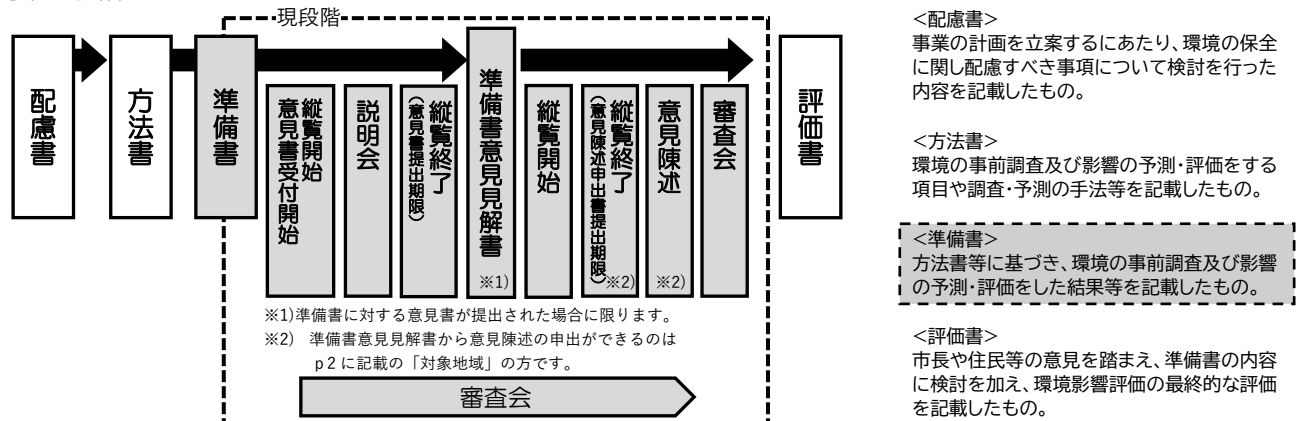 現段階
配慮書
方法書
準備書
縦覧開始
意見書受付開始
説明会
縦覧終了
(意見書提出期限)
準備書意見見解書
※1)
縦覧開始
縦覧終了
(意見陳述申出書提出期限)
※2)
意見陳述
※2)
審査会
評価書
※1)準備書に対する意見書が提出された場合に限ります。
※2) 準備書意見見解書から意見陳述の申出ができるのは
p2に記載の「対象地域」の方です。
審査会
<配慮書>
事業の計画を立案するにあたり、環境の保全
に関し配慮すべき事項について検討を行った
内容を記載したもの。
<方法書>
環境の事前調査及び影響の予測・評価をする
項目や調査・予測の手法等を記載したもの。
<準備書>
方法書等に基づき、環境の事前調査及び影響
の予測・評価をした結果等を記載したもの。
<評価書>
市長や住民等の意見を踏まえ、準備書の内容
に検討を加え、環境影響評価の最終的な評価
を記載したもの。